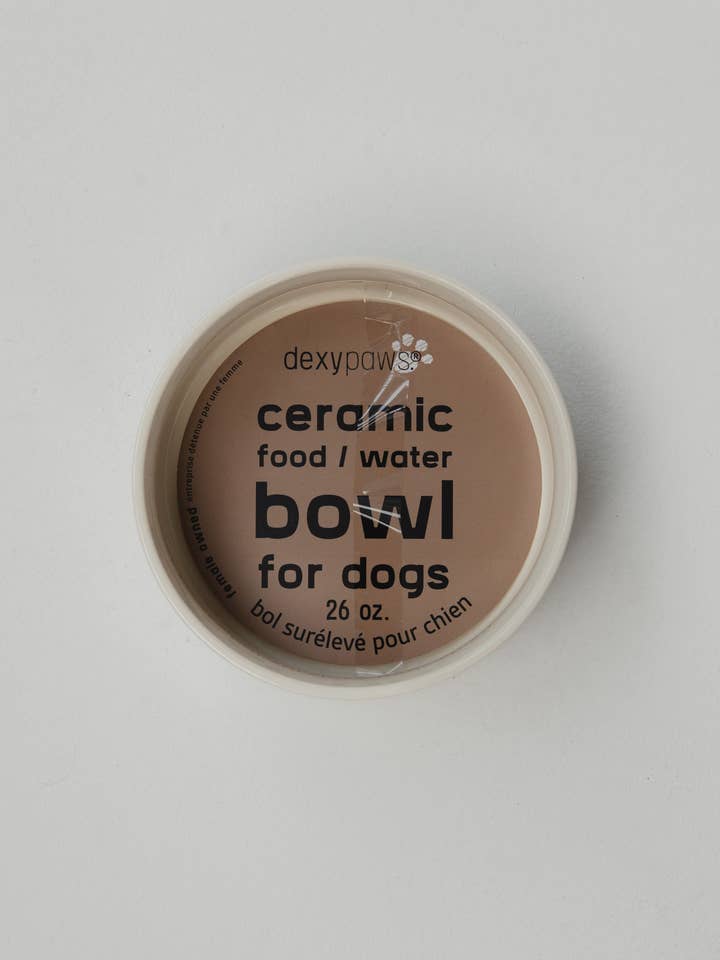 dexypaws.®
ceramic
food / water
bowl
for dogs
26 oz.
bol surélevé pour chien
female owned entreprise détenue par une femme